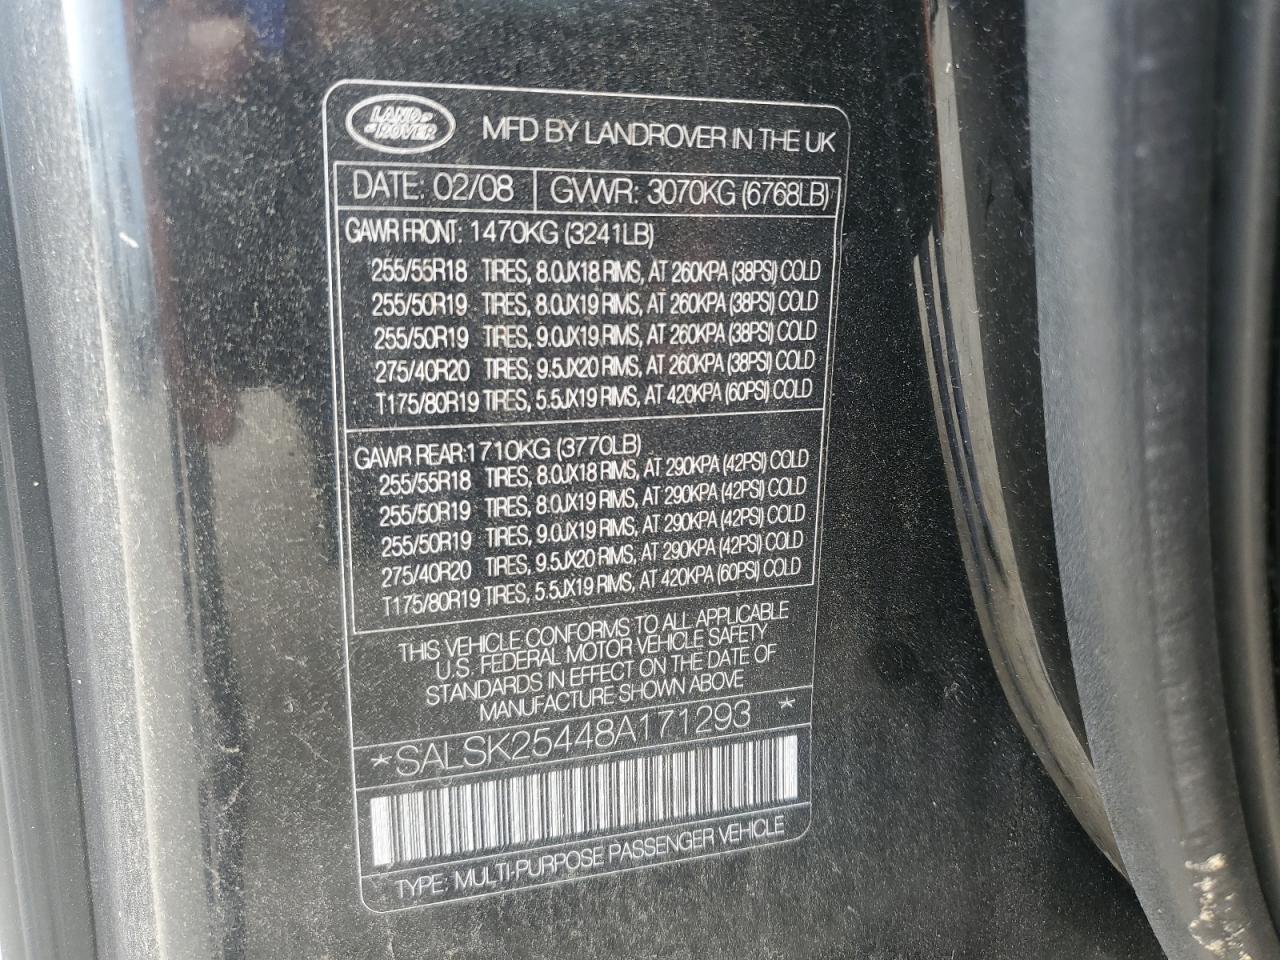 LAND-
-ROVER
MFD BY LANDROVER IN THE UK
DATE: 02/08 GVWR: 3070KG (6768LB)
GAWR FRONT: 1470KG (3241LB)
255/55R18 TIRES, 8.0JX18 RIMS, AT 260KPA (38PSI) COLD
255/50R19 TIRES, 8.0JX19 RIMS, AT 260KPA (38PSI) COLD
255/50R19 TIRES, 9.0JX19 RIMS, AT 260KPA (38PSI) COLD
275/40R20 TIRES, 9.5JX20 RIMS, AT 260KPA (38PSI) COLD
T175/80R19 TIRES, 5.5JX19 RIMS, AT 420KPA (60PSI) COLD
GAWR REAR:1710KG (3770LB)
255/55R18 TIRES, 8.0JX18 RIMS, AT 290KPA (42PSI) COLD
255/50R19 TIRES, 8.0JX19 RIMS, AT 290KPA (42PSI) COLD
255/50R19 TIRES, 9.0JX19 RIMS, AT 290KPA (42PSI) COLD
275/40R20 TIRES, 9.5JX20 RIMS, AT 290KPA (42PSI) COLD
T175/80R19 TIRES, 5.5JX19 RIMS, AT 420KPA (60PSI) COLD
THIS VEHICLE CONFORMS TO ALL APPLICABLE
U.S. FEDERAL MOTOR VEHICLE SAFETY
STANDARDS IN EFFECT ON THE DATE OF
MANUFACTURE SHOWN ABOVE
*SALSK25448A171293 *
TYPE: MULTI-PURPOSE PASSENGER VEHICLE